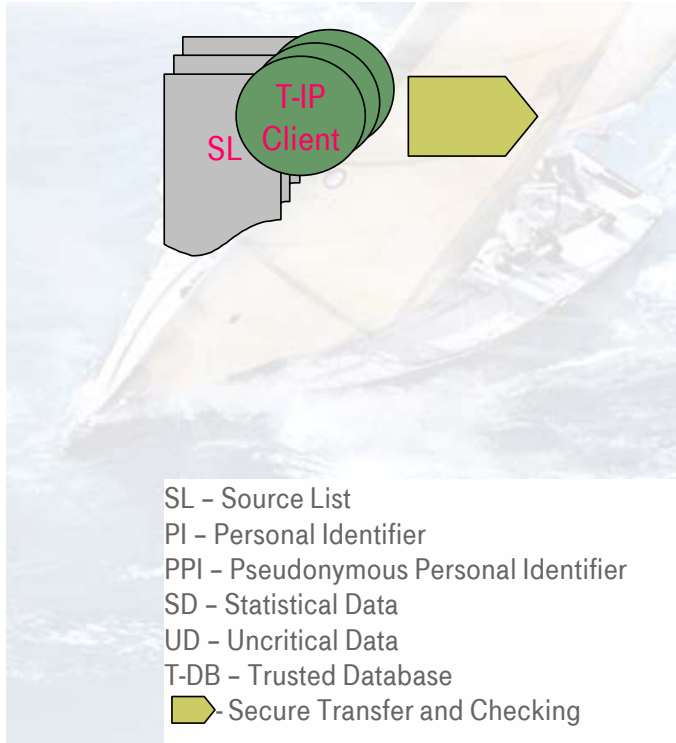 T-IP
SL Client
SL – Source List
PI – Personal Identifier
PPI – Pseudonymous Personal Identifier
SD – Statistical Data
UD – Uncritical Data
T-DB – Trusted Database
- Secure Transfer and Checking